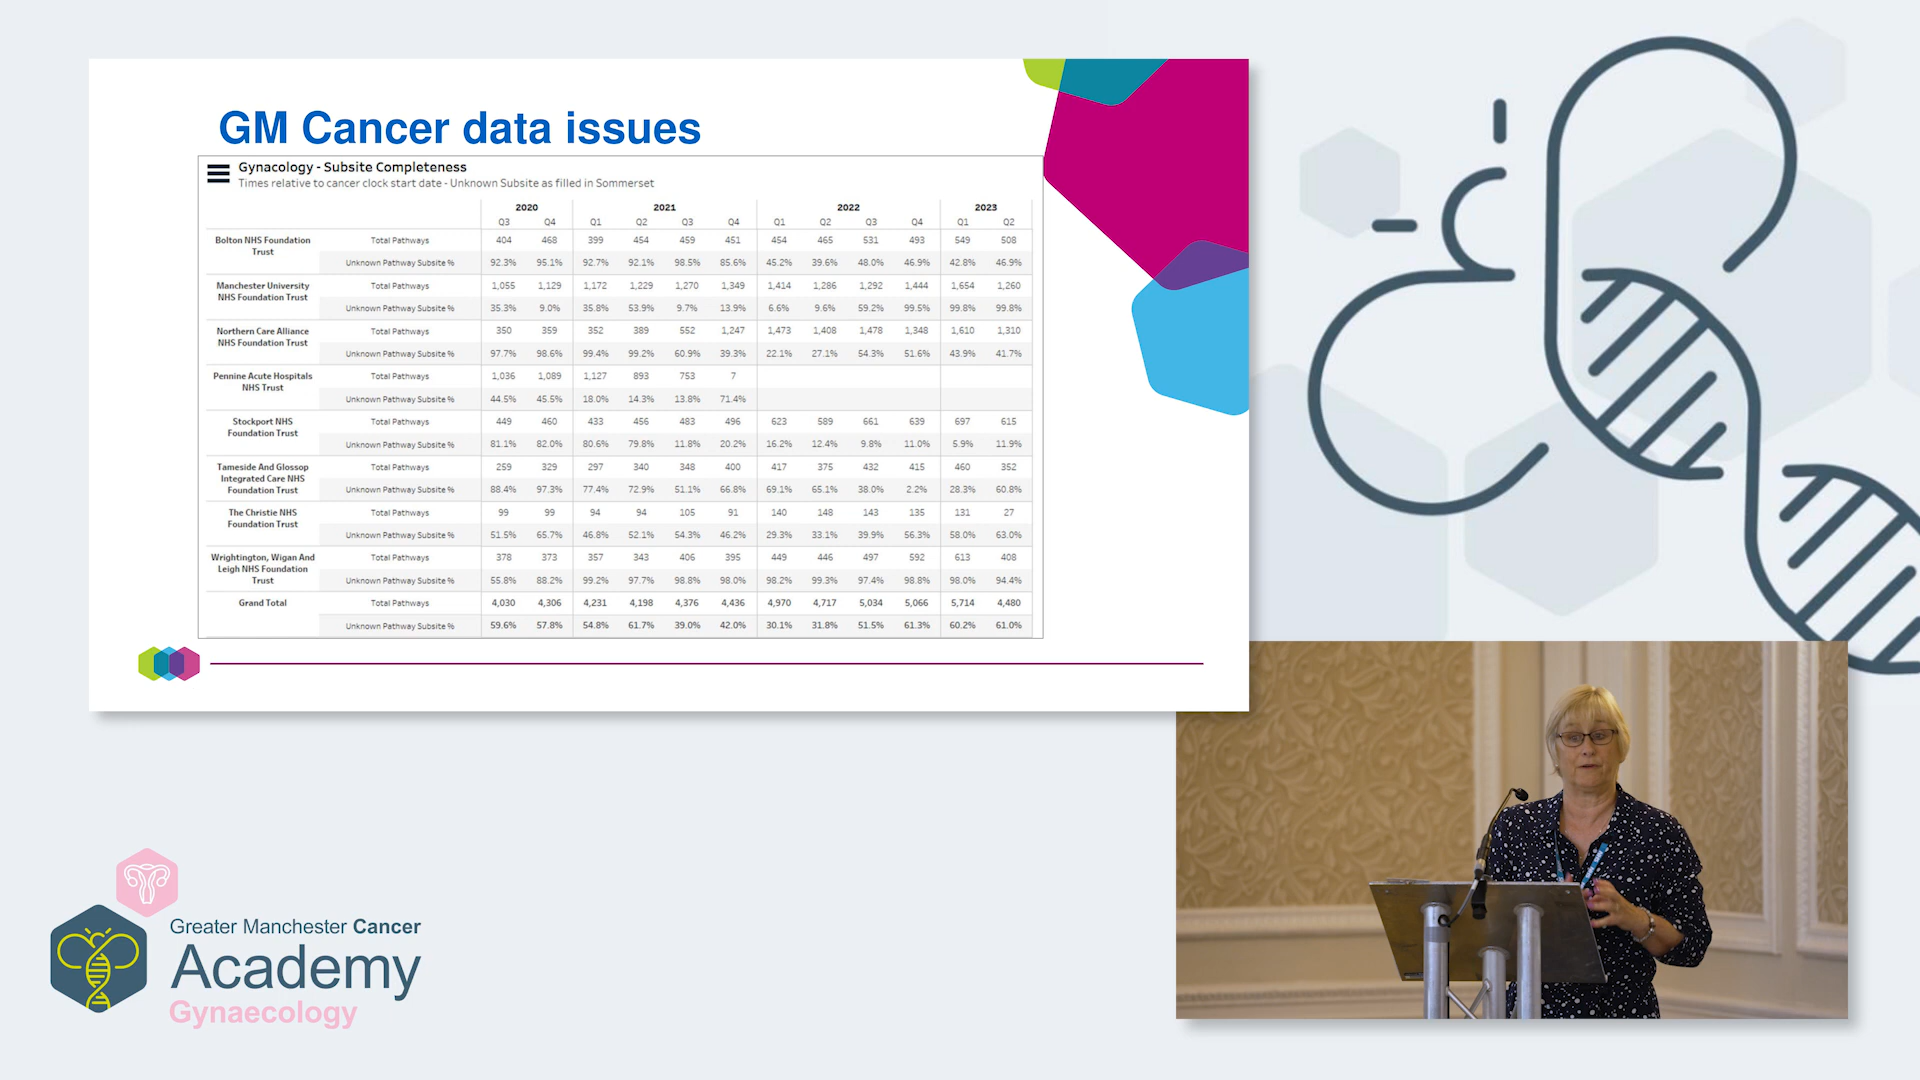 GM Cancer data issues
Gynacology - Subsite Completeness
Times relative to cancer clock start date - Unknown Subsite as filled in Sommerset
2020 2021 2022 2023
Q3 Q4 Q1 Q2 Q3 Q4 Q1 Q2 Q3 Q4 Q1 Q2
Bolton NHS Foundation Trust Total Pathways 404 468 399 454 459 451 454 465 531 493 549 508
Unknown Pathway Subsite % 92.3% 95.1% 92.7% 92.1% 98.5% 85.6% 45.2% 39.6% 48.0% 46.9% 42.8% 46.9%
Manchester University NHS Foundation Trust Total Pathways 1,055 1,129 1,172 1,229 1,270 1,349 1,414 1,286 1,292 1,444 1,654 1,260
Unknown Pathway Subsite % 35.3% 9.0% 35.8% 53.9% 9.7% 13.9% 6.6% 9.6% 59.2% 99.5% 99.8% 99.8%
Northern Care Alliance NHS Foundation Trust Total Pathways 350 359 352 389 552 1,247 1,473 1,408 1,478 1,348 1,610 1,310
Unknown Pathway Subsite % 97.7% 98.6% 99.4% 99.2% 60.9% 39.3% 22.1% 27.1% 54.3% 51.6% 43.9% 41.7%
Pennine Acute Hospitals NHS Trust Total Pathways 1,036 1,089 1,127 893 753 7
Unknown Pathway Subsite % 44.5% 45.5% 18.0% 14.3% 13.8% 71.4%
Stockport NHS Foundation Trust Total Pathways 449 460 433 456 483 496 623 589 661 639 697 615
Unknown Pathway Subsite % 81.1% 82.0% 80.6% 79.8% 11.8% 20.2% 16.2% 12.4% 9.8% 11.0% 5.9% 11.9%
Tameside And Glossop Integrated Care NHS Foundation Trust Total Pathways 259 329 297 340 348 400 417 375 432 415 460 352
Unknown Pathway Subsite % 88.4% 97.3% 77.4% 72.9% 51.1% 66.8% 69.1% 65.1% 38.0% 2.2% 28.3% 60.8%
The Christie NHS Foundation Trust Total Pathways 99 99 94 94 105 91 140 148 143 135 131 27
Unknown Pathway Subsite % 51.5% 65.7% 46.8% 52.1% 54.3% 46.2% 29.3% 33.1% 39.9% 56.3% 58.0% 63.0%
Wrightington, Wigan And Leigh NHS Foundation Trust Total Pathways 378 373 357 343 406 395 449 446 497 592 613 408
Unknown Pathway Subsite % 55.8% 88.2% 99.2% 97.7% 98.8% 98.0% 98.2% 99.3% 97.4% 98.8% 98.0% 94.4%
Grand Total Total Pathways 4,030 4,306 4,231 4,198 4,376 4,436 4,970 4,717 5,034 5,066 5,714 4,480
Unknown Pathway Subsite % 59.6% 57.8% 54.8% 61.7% 39.0% 42.0% 30.1% 31.8% 51.5% 61.3% 60.2% 61.0%
Greater Manchester Cancer
Academy
Gynaecology